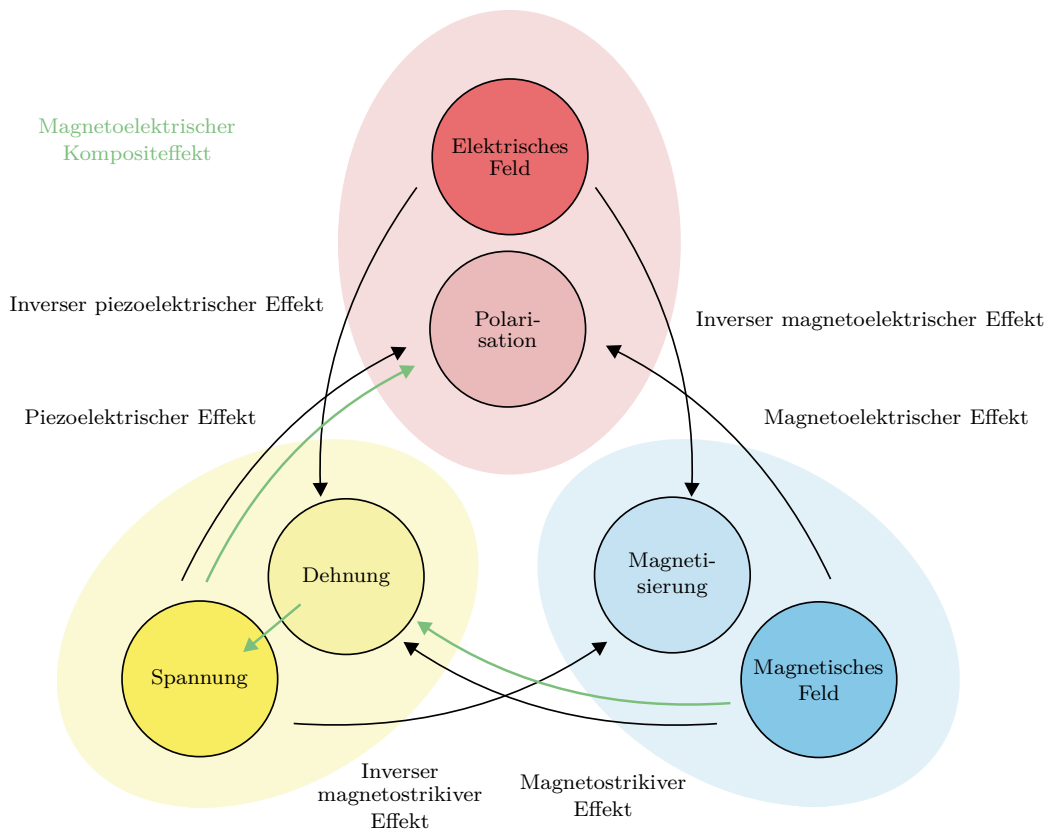 Magnetoelektrischer
Kompositeffekt
Elektrisches
Feld
Inverser piezoelektrischer Effekt
Polari-
sation
Inverser magnetoelektrischer Effekt
Piezoelektrischer Effekt
Magnetoelektrischer Effekt
Dehnung
Magneti-
sierung
Spannung
Magnetisches
Feld
Inverser
magnetostrikiver
Effekt
Magnetostrikiver
Effekt